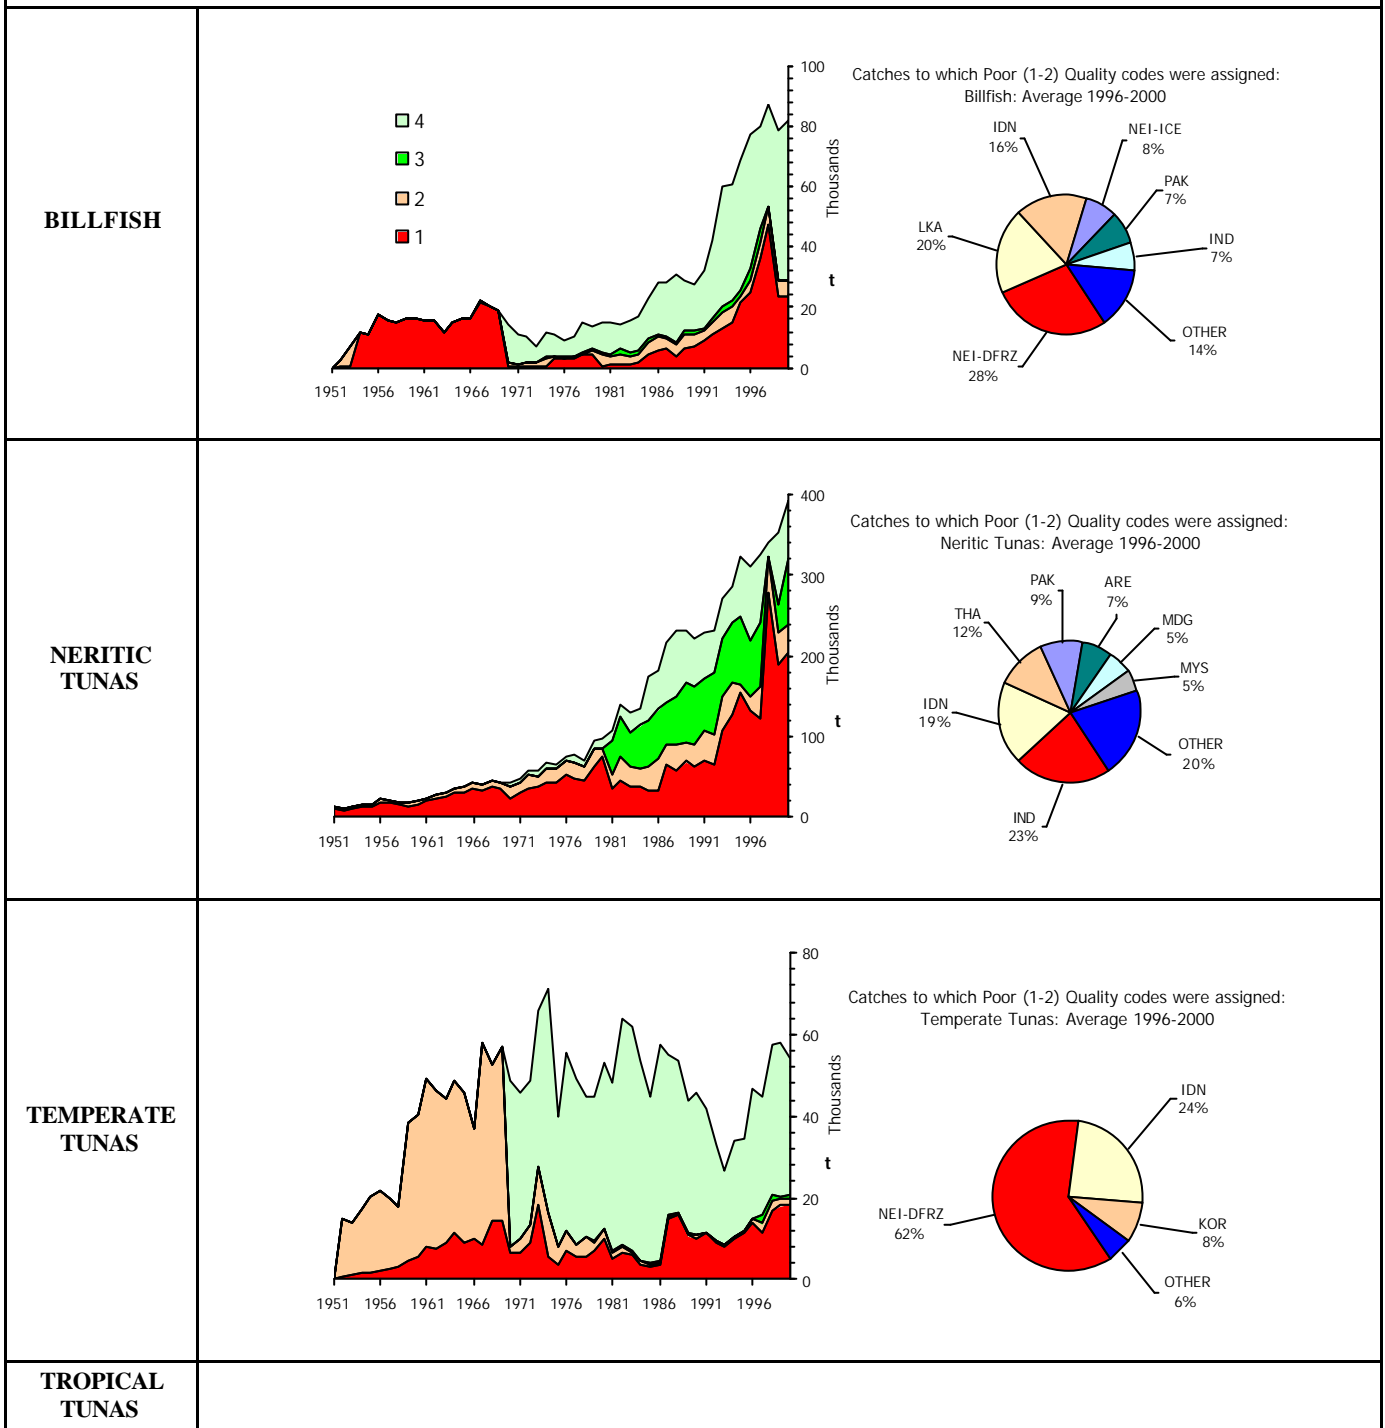 BILLFISH
4
3
2
1
100
80
60
40
20
0
Thousands
t
1951 1956 1961 1966 1971 1976 1981 1986 1991 1996
Catches to which Poor (1-2) Quality codes were assigned:
Billfish: Average 1996-2000
IDN
16%
NEI-ICE
8%
PAK
7%
LKA
20%
IND
7%
OTHER
14%
NEI-DFRZ
28%
NERITIC
TUNAS
400
300
200
100
0
Thousands
t
1951 1956 1961 1966 1971 1976 1981 1986 1991 1996
Catches to which Poor (1-2) Quality codes were assigned:
Neritic Tunas: Average 1996-2000
PAK
9%
ARE
7%
THA
12%
MDG
5%
MYS
5%
IDN
19%
OTHER
20%
IND
23%
TEMPERATE
TUNAS
80
60
40
20
0
Thousands
t
1951 1956 1961 1966 1971 1976 1981 1986 1991 1996
Catches to which Poor (1-2) Quality codes were assigned:
Temperate Tunas: Average 1996-2000
IDN
24%
NEI-DFRZ
62%
KOR
8%
OTHER
6%
TROPICAL
TUNAS